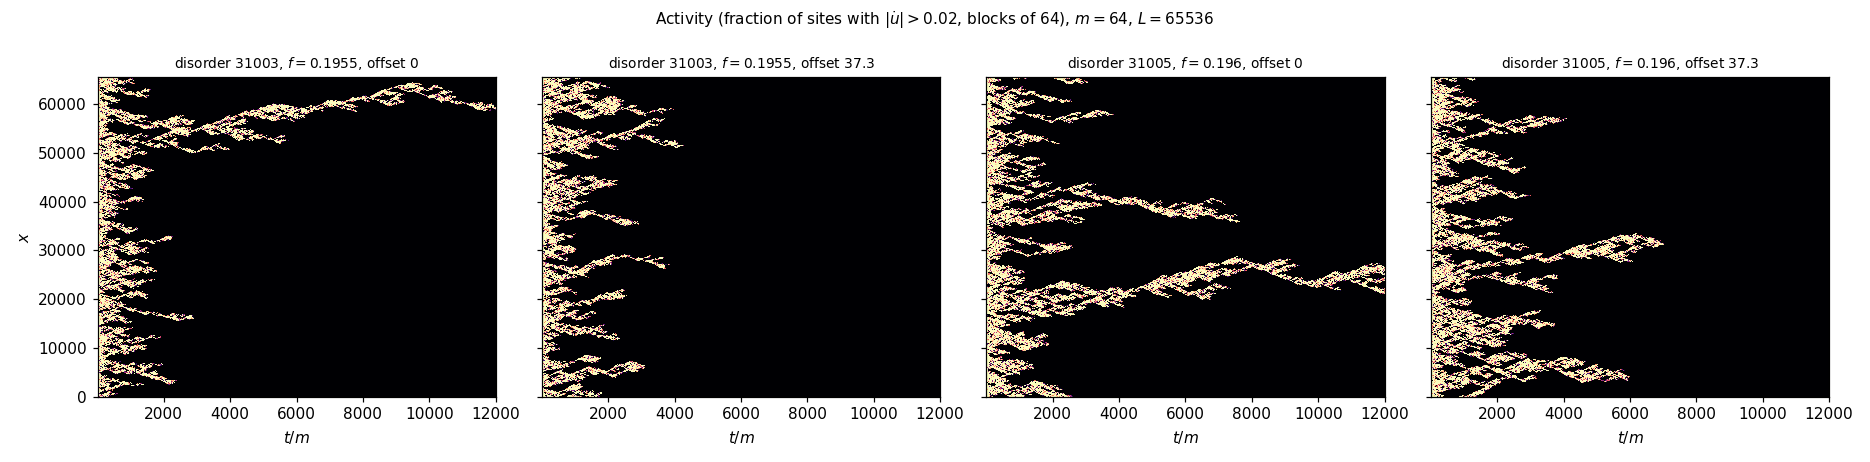 Activity (fraction of sites with |u̇| > 0.02, blocks of 64), m = 64, L = 65536
disorder 31003, f = 0.1955, offset 0
disorder 31003, f = 0.1955, offset 37.3
disorder 31005, f = 0.196, offset 0
disorder 31005, f = 0.196, offset 37.3
60000
50000
40000
30000
20000
10000
0
x
2000 4000 6000 8000 10000 12000
2000 4000 6000 8000 10000 12000
2000 4000 6000 8000 10000 12000
2000 4000 6000 8000 10000 12000
t/m
t/m
t/m
t/m